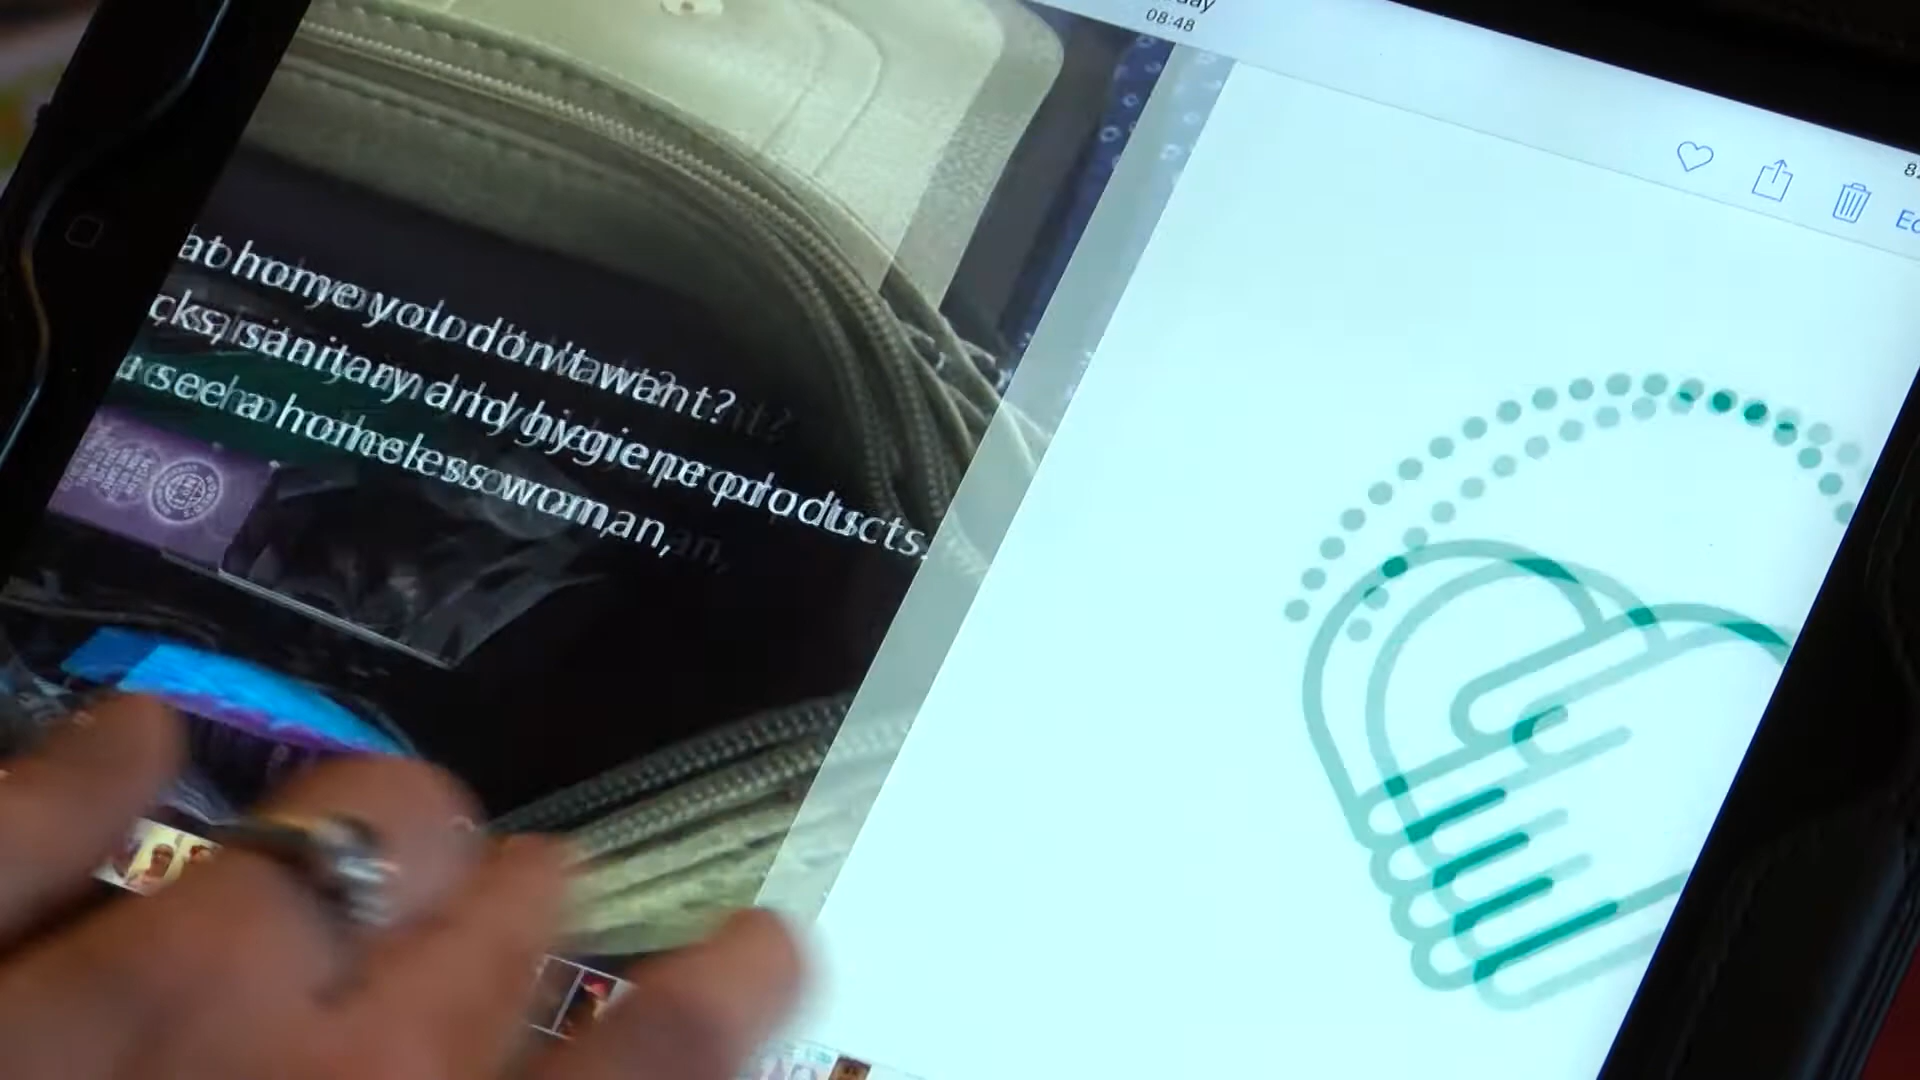 08:48
at home you don't want?
cks, sanitary and hygiene products.
u see a homeless woman,